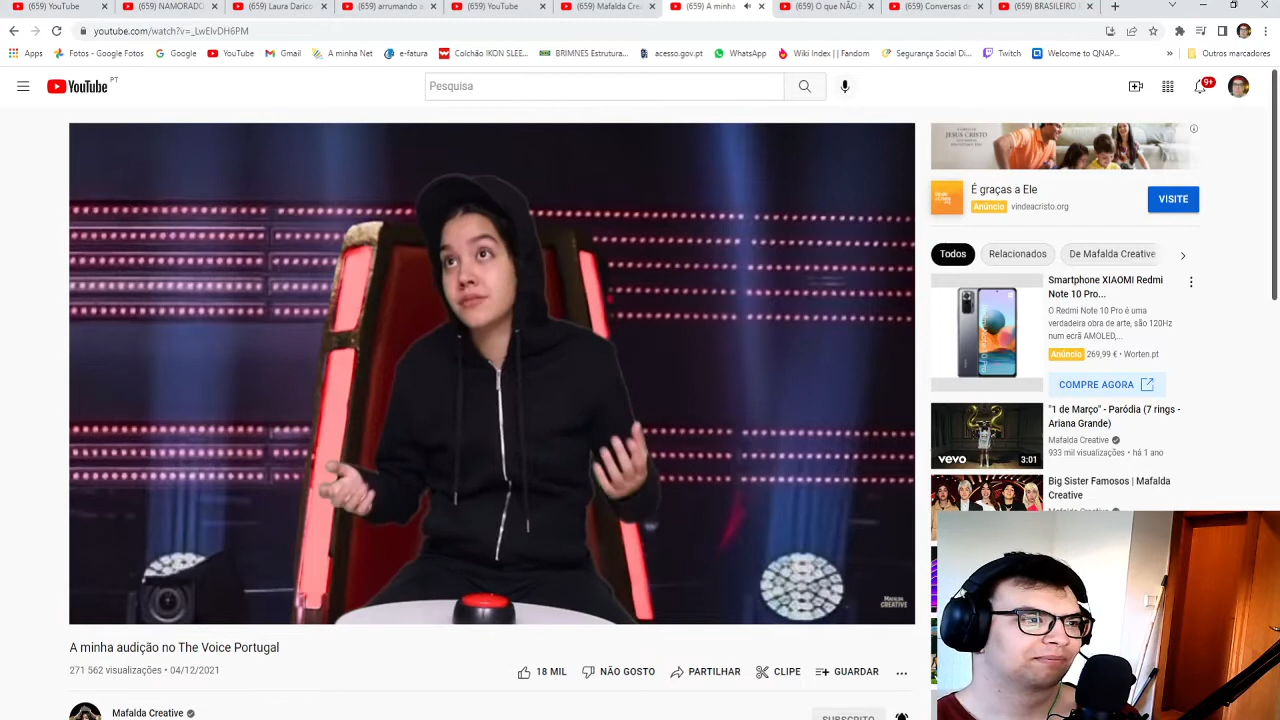 (659) YouTube
(659) NAMORADO
(659) Laura Darico
(659) arrumando a
(659) YouTube
(659) Mafalda Crea
(659) A minha
(659) O que NÃO F
(659) Conversas de
(659) BRASILEIRO
youtube.com/watch?v=_LwElvDH6PM
Apps
Fotos - Google Fotos
Google
YouTube
Gmail
A minha Net
e-fatura
Colchão IKON SLEE...
BRIMNES Estrutura...
acesso.gov.pt
WhatsApp
Wiki Index | | Fandom
Segurança Social Di...
Twitch
Welcome to QNAP...
»
Outros marcadores
YouTube PT
Pesquisa
9+
JESUS CRISTO
É graças a Ele
Anúncio vindeacristo.org
VISITE
Todos
Relacionados
De Mafalda Creative
Smartphone XIAOMI Redmi
Note 10 Pro...
O Redmi Note 10 Pro é uma
verdadeira obra de arte, são 120Hz
num ecrã AMOLED,...
Anúncio 269,99 € • Worten.pt
COMPRE AGORA
"1 de Março" - Paródia (7 rings -
Ariana Grande)
Mafalda Creative
933 mil visualizações • há 1 ano
vevo
3:01
Big Sister Famosos | Mafalda
Creative
MAFALDA
CREATIVE
A minha audição no The Voice Portugal
271 562 visualizações • 04/12/2021
18 MIL
NÃO GOSTO
PARTILHAR
CLIPE
GUARDAR
Mafalda Creative
SUBSCRITO